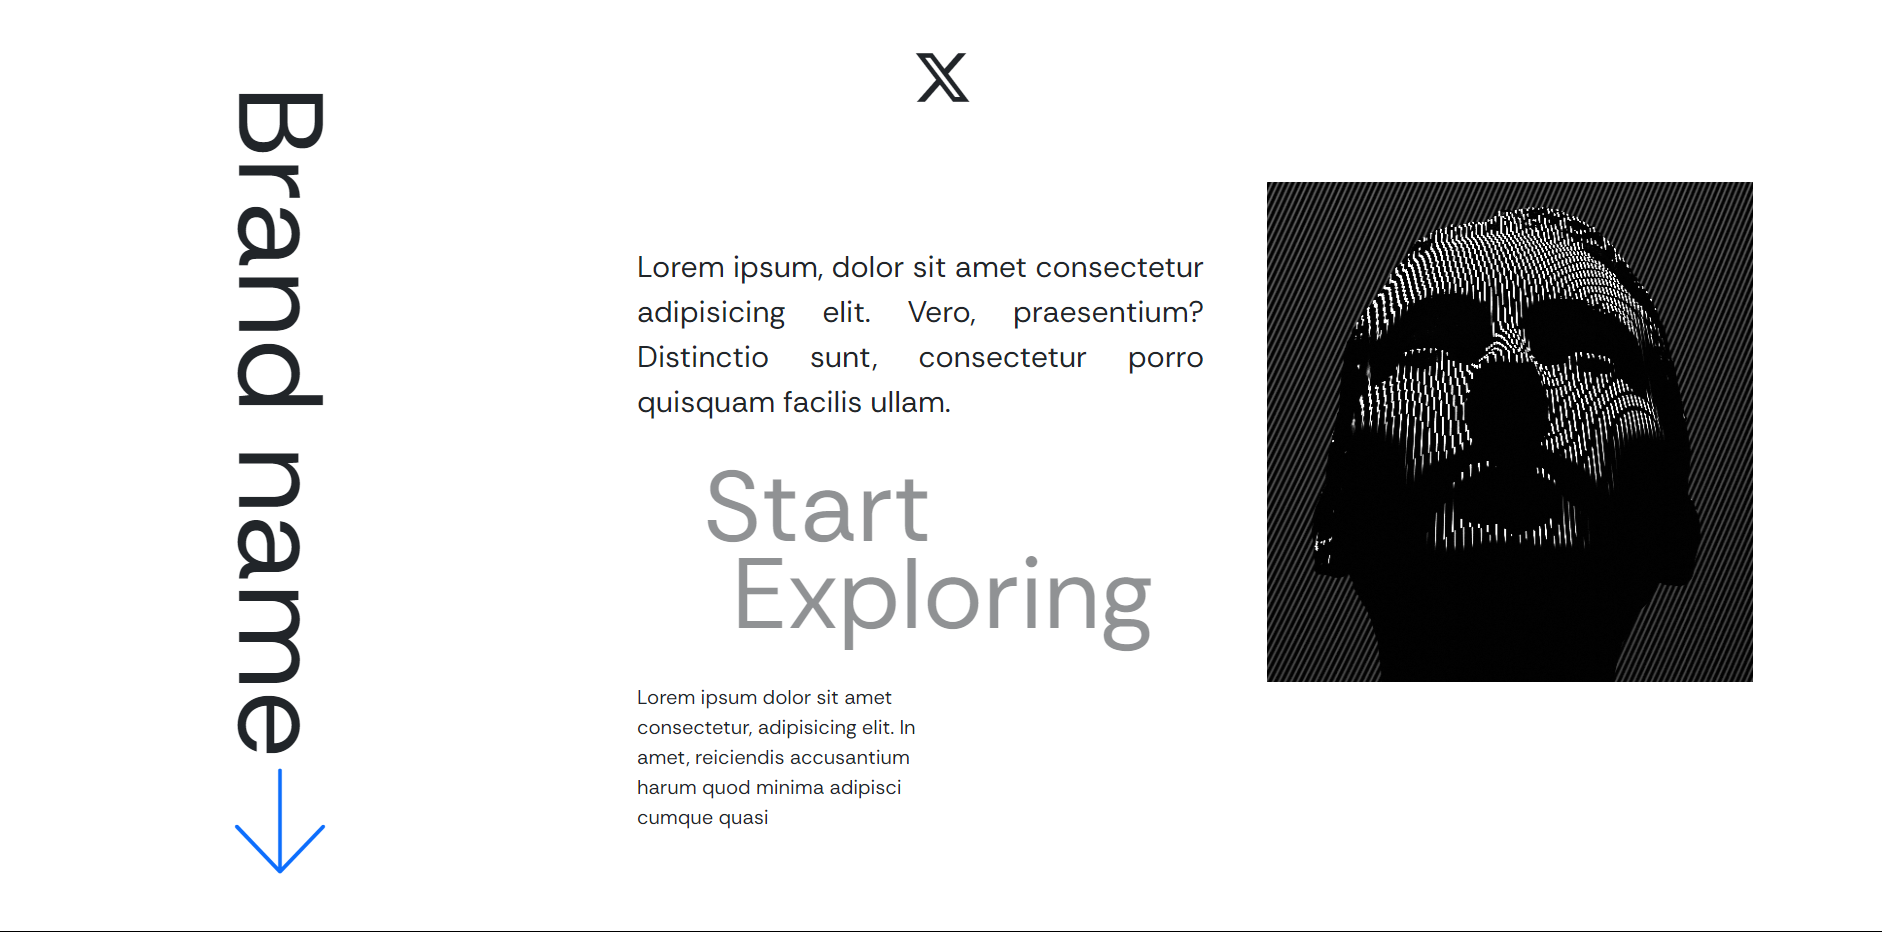 𝕏
Brand name
Lorem ipsum, dolor sit amet consectetur
adipisicing elit. Vero, praesentium?
Distinctio sunt, consectetur porro
quisquam facilis ullam.
Start
Exploring
Lorem ipsum dolor sit amet
consectetur, adipisicing elit. In
amet, reiciendis accusantium
harum quod minima adipisci
cumque quasi